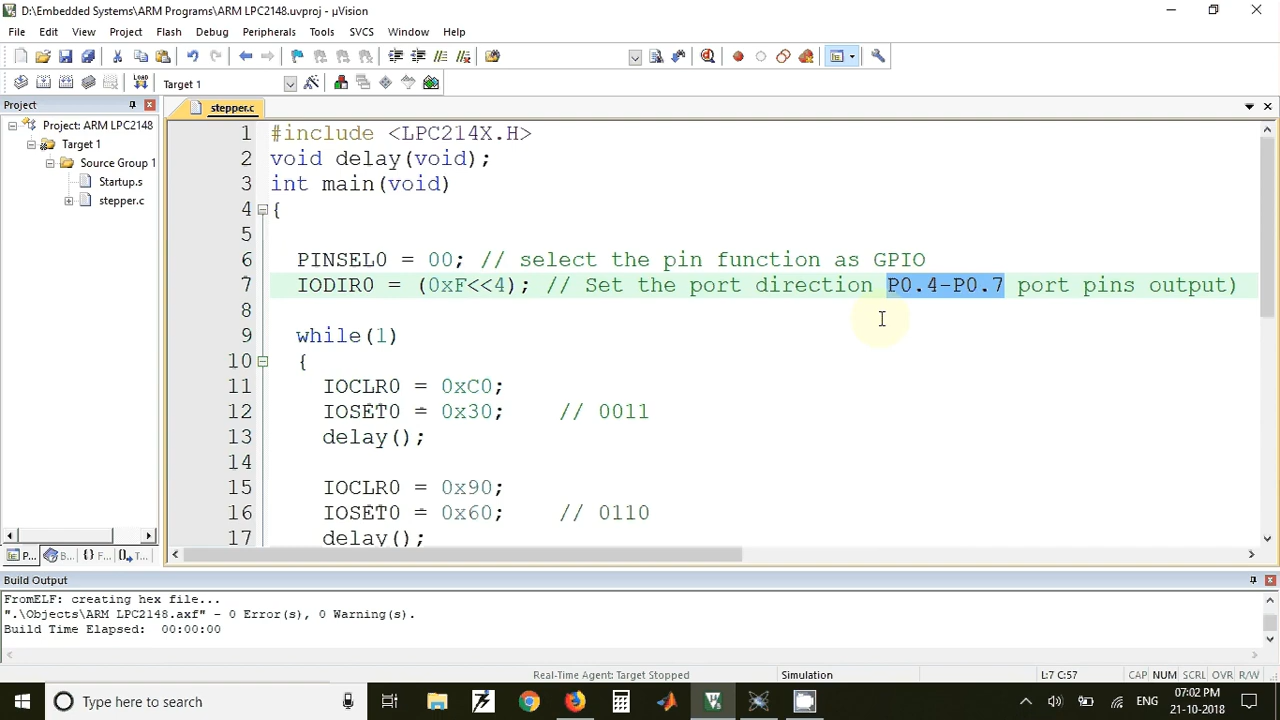 D:\Embedded Systems\ARM Programs\ARM LPC2148.uvproj - µVision
File Edit View Project Flash Debug Peripherals Tools SVCS Window Help
LOAD Target 1
Project
Project: ARM LPC2148
Target 1
Source Group 1
Startup.s
stepper.c
stepper.c
1 #include <LPC214X.H>
2 void delay(void);
3 int main(void)
4 {
5
6 PINSEL0 = 00; // select the pin function as GPIO
7 IODIR0 = (0xF<<4); // Set the port direction P0.4-P0.7 port pins output)
8
9 while(1)
10 {
11 IOCLR0 = 0xC0;
12 IOSET0 = 0x30; // 0011
13 delay();
14
15 IOCLR0 = 0x90;
16 IOSET0 = 0x60; // 0110
17 delay();
P... B... {} F... () T...
Build Output
FromELF: creating hex file...
".\Objects\ARM LPC2148.axf" - 0 Error(s), 0 Warning(s).
Build Time Elapsed: 00:00:00
Real-Time Agent: Target Stopped Simulation L:7 C:57 CAP NUM SCRL OVR R/W
Type here to search
ENG
07:02 PM
21-10-2018